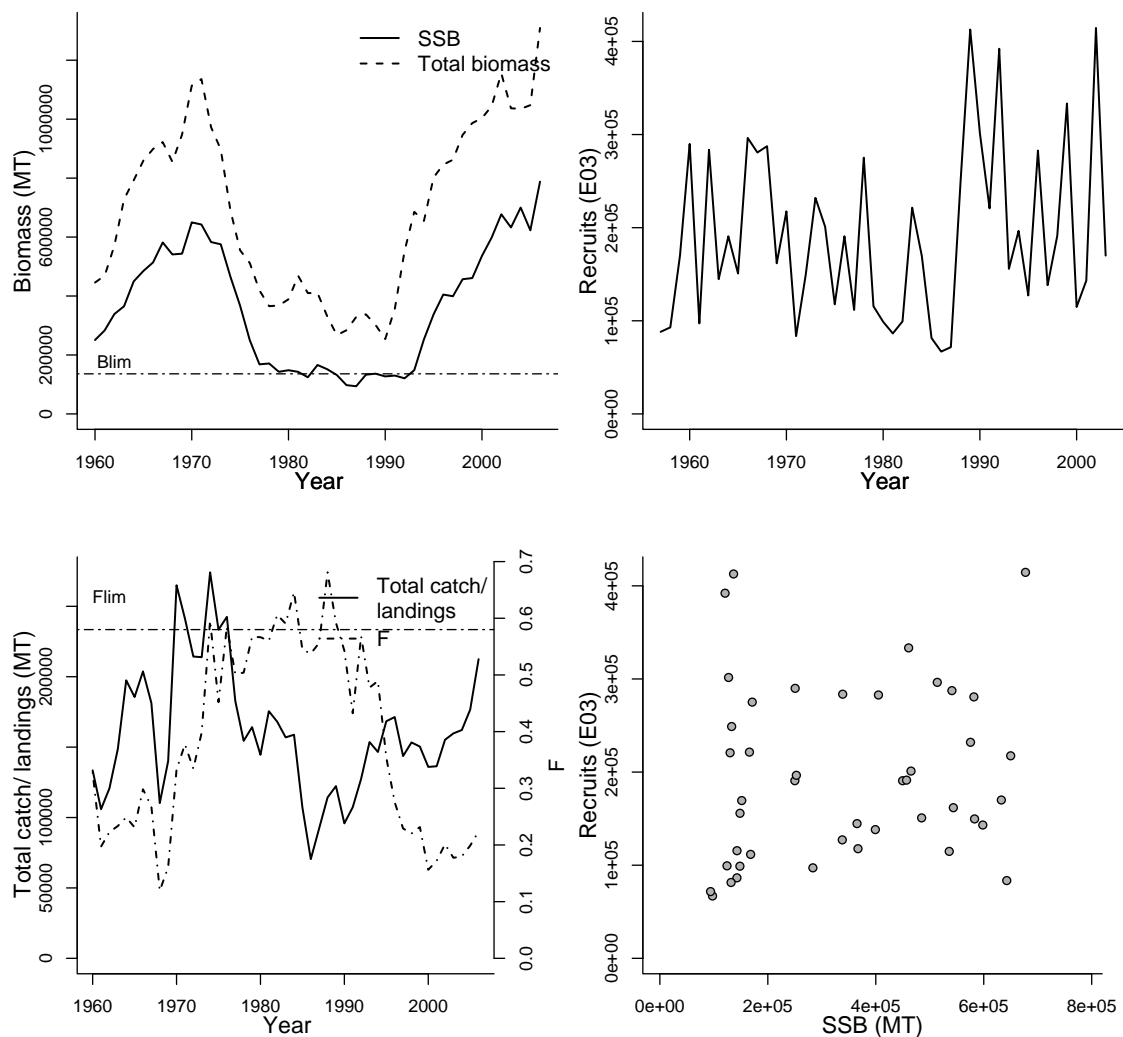 SSB
Total biomass
Biomass (MT)
0
200000
600000
1000000
Blim
1960
1970
1980
1990
2000
Year
Recruits (E03)
0e+00
1e+05
2e+05
3e+05
4e+05
1960
1970
1980
1990
2000
Year
Flim
Total catch/
landings
F
Total catch/ landings (MT)
0
50000
100000
200000
F
0.0
0.1
0.2
0.3
0.4
0.5
0.6
0.7
1960
1970
1980
1990
2000
Year
Recruits (E03)
0e+00
1e+05
2e+05
3e+05
4e+05
0e+00
2e+05
4e+05
6e+05
8e+05
SSB (MT)